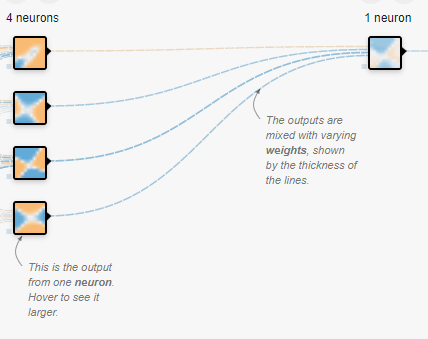 4 neurons
1 neuron
The outputs are
mixed with varying
weights, shown
by the thickness of
the lines.
This is the output
from one neuron.
Hover to see it
larger.